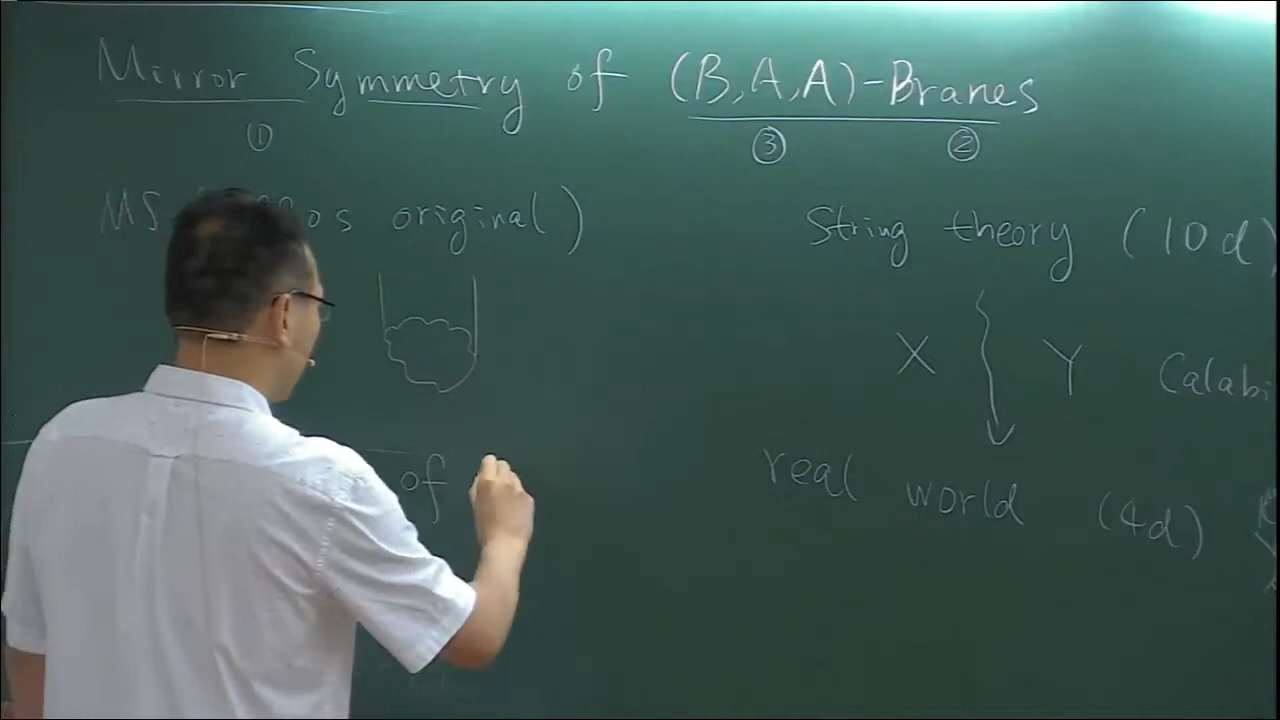 Mirror Symmetry of (B,A,A)-Branes
① ③ ②
MS original)
String theory (10d)
X Y Calabi
real world (4d)
of